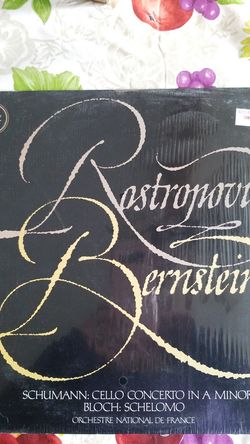 Rostropovi
Bernstein
SCHUMANN: CELLO CONCERTO IN A MINOR
BLOCH: SCHELOMO
ORCHESTRE NATIONAL DE FRANCE